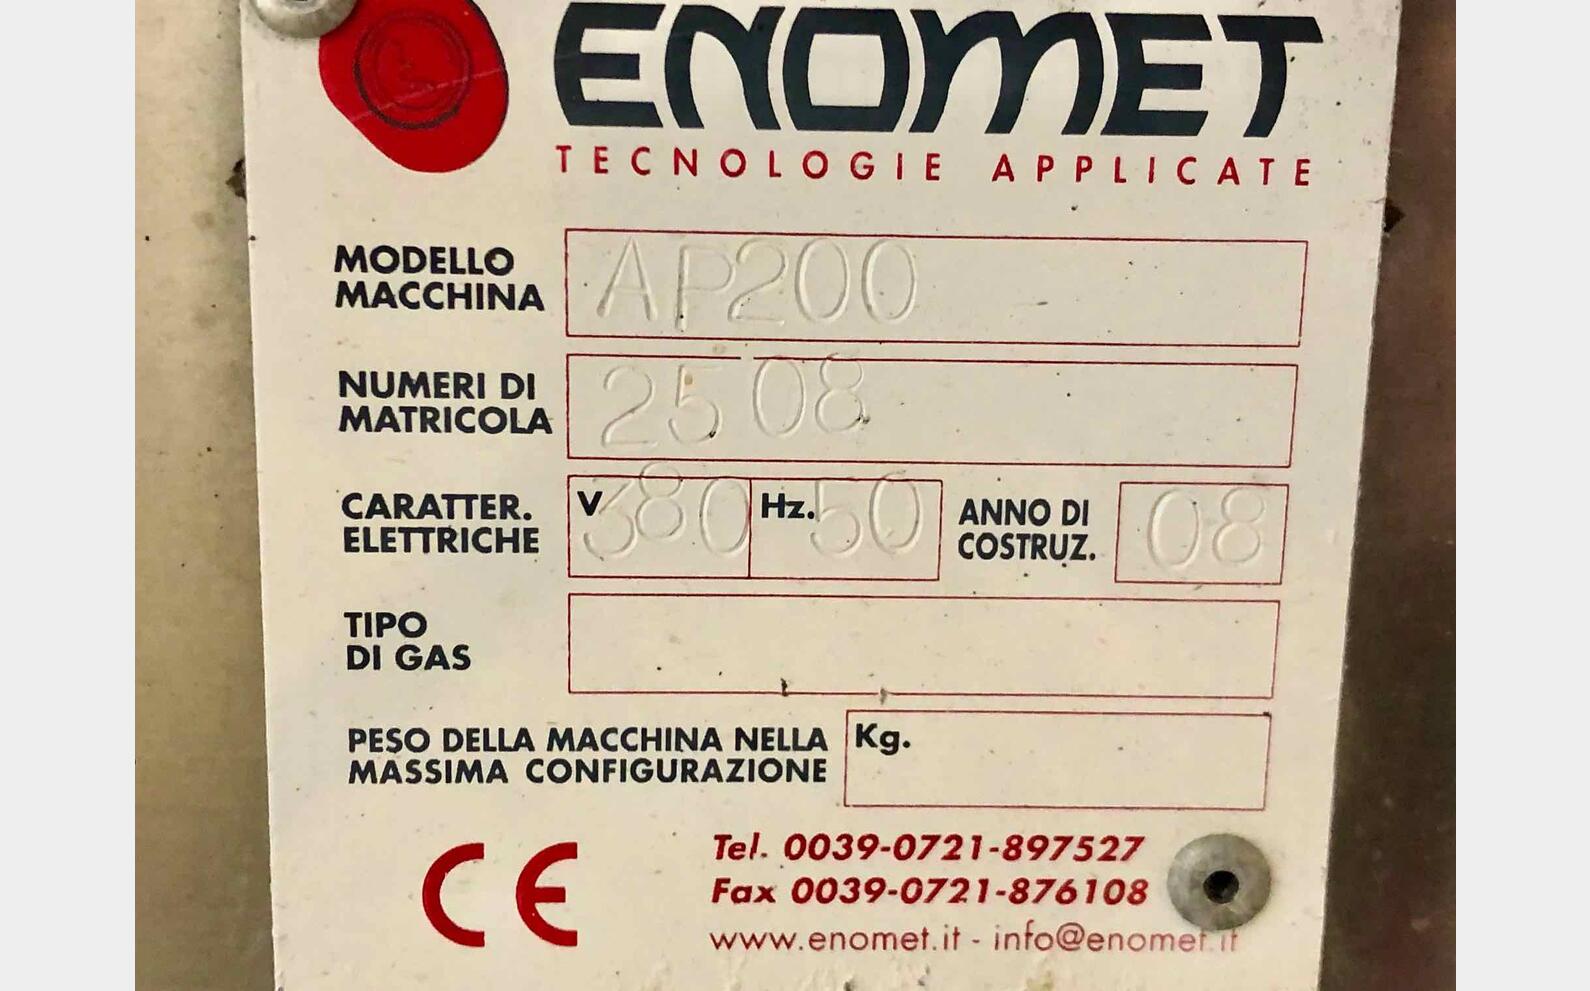 ENOMET
TECNOLOGIE APPLICATE
MODELLO
MACCHINA
AP200
NUMERI DI
MATRICOLA
2508
CARATTER.
ELETTRICHE
V 380
Hz. 50
ANNO DI
COSTRUZ.
08
TIPO
DI GAS
PESO DELLA MACCHINA NELLA
MASSIMA CONFIGURAZIONE
Kg.
CE
Tel. 0039-0721-897527
Fax 0039-0721-876108
www.enomet.it - info@enomet.it